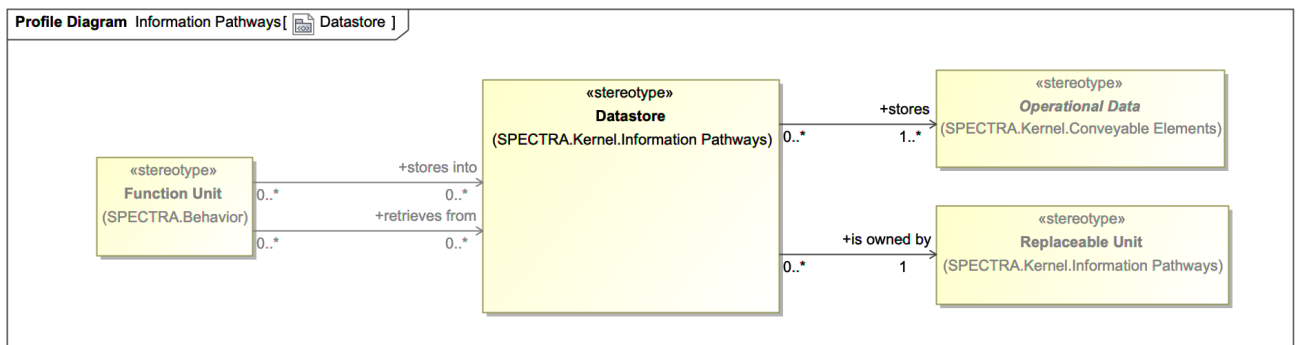 Profile Diagram Information Pathways[ Datastore ]
«stereotype»
Function Unit
(SPECTRA.Behavior)
+stores into
0..*
0..*
+retrieves from
0..*
0..*
«stereotype»
Datastore
(SPECTRA.Kernel.Information Pathways)
+stores
0..*
1..*
«stereotype»
Operational Data
(SPECTRA.Kernel.Conveyable Elements)
+is owned by
0..*
1
«stereotype»
Replaceable Unit
(SPECTRA.Kernel.Information Pathways)